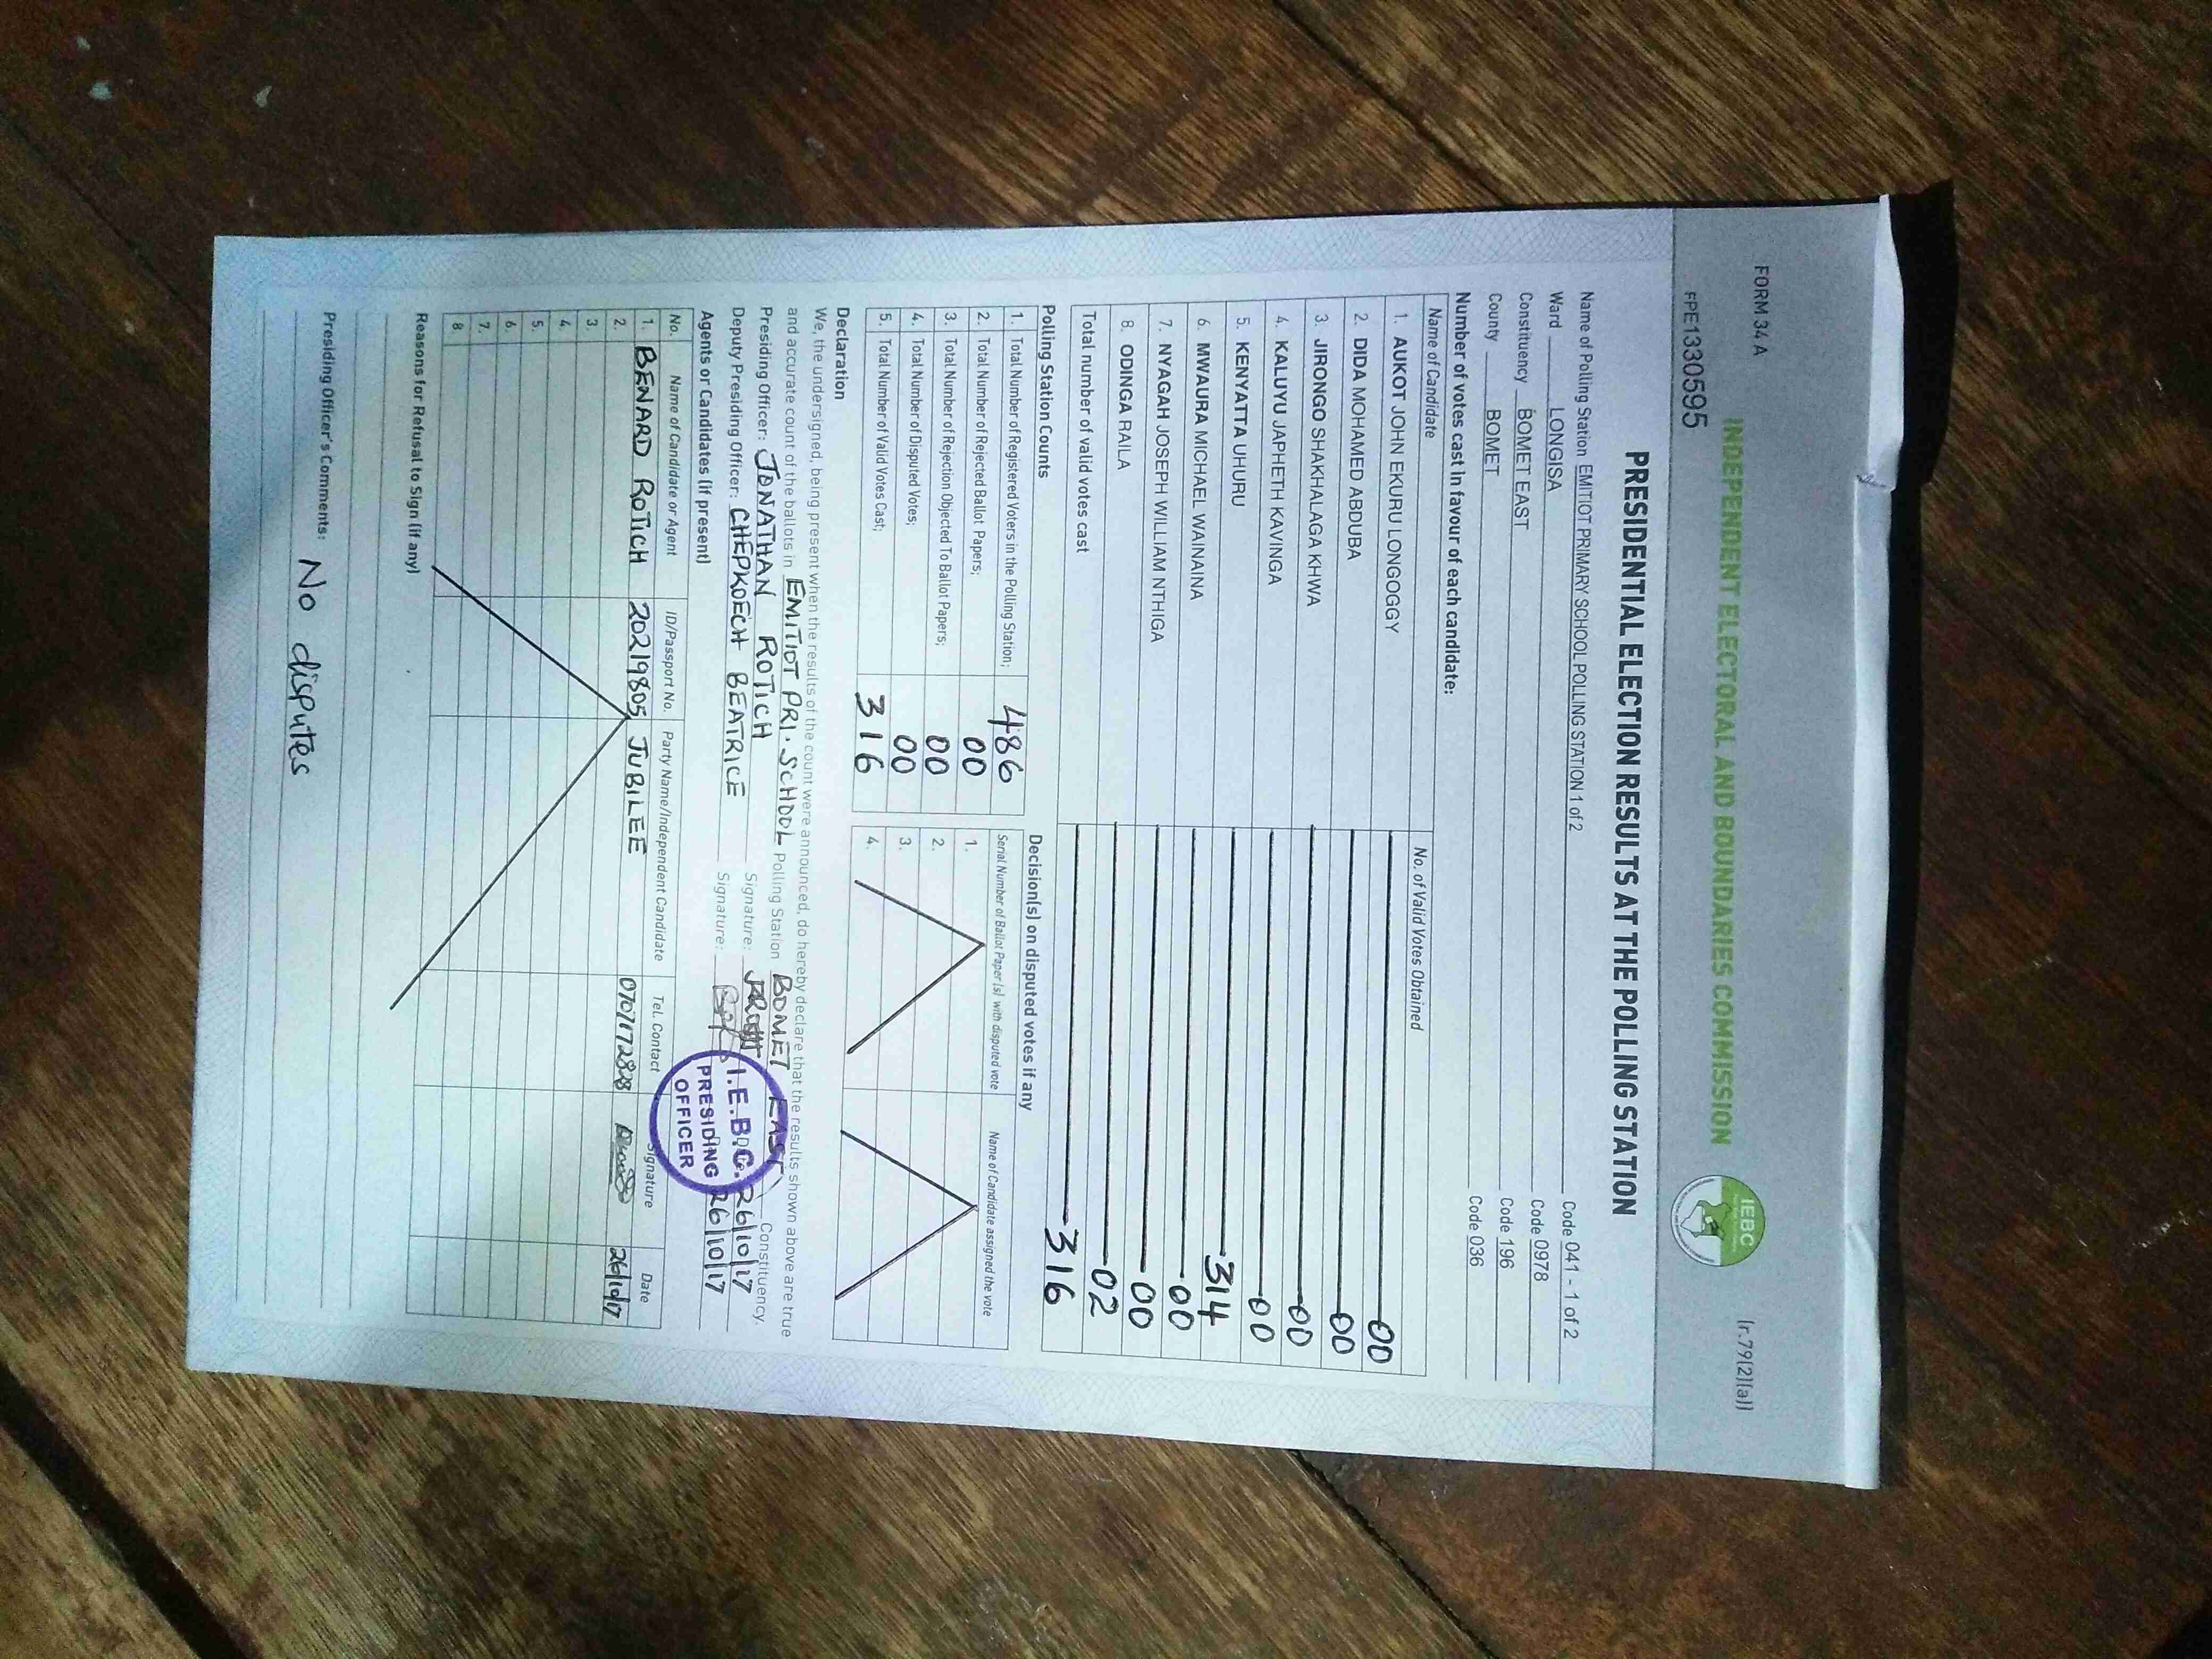 FORM 34 A
(r.79(2)(a))
INDEPENDENT ELECTORAL AND BOUNDARIES COMMISSION
IEBC
FPE1330595
PRESIDENTIAL ELECTION RESULTS AT THE POLLING STATION
Name of Polling Station EMITIOT PRIMARY SCHOOL POLLING STATION 1 of 2 Code 041 - 1 of 2
Ward LONGISA Code 0978
Constituency BOMET EAST Code 196
County BOMET Code 036
Number of votes cast in favour of each candidate:
Name of Candidate No. of Valid Votes Obtained
1. AUKOT JOHN EKURU LONGOGGY 00
2. DIDA MOHAMED ABDUBA 00
3. JIRONGO SHAKHALAGA KHWA 00
4. KALUYU JAPHETH KAVINGA 00
5. KENYATTA UHURU 314
6. MWAURA MICHAEL WAINAINA 00
7. NYAGAH JOSEPH WILLIAM NTHIGA 00
8. ODINGA RAILA 02
Total number of valid votes cast 316
Polling Station Counts
1. Total Number of Registered Voters in the Polling Station; 486
2. Total Number of Rejected Ballot Papers; 00
3. Total Number of Rejection Objected To Ballot Papers; 00
4. Total Number of Disputed Votes; 00
5. Total Number of Valid Votes Cast; 316
Decision(s) on disputed votes if any
Serial Number of Ballot Paper (s) with disputed vote Name of Candidate assigned the vote
1.
2.
3.
4.
Declaration
We, the undersigned, being present when the results of the count were announced, do hereby declare that the results shown above are true
and accurate count of the ballots in EMITIOT PRI. SCHOOL Polling Station BOMET EAST Constituency.
Presiding Officer: JONATHAN ROTICH Signature: 26/10/17
Deputy Presiding Officer: CHEPKOECH BEATRICE Signature: 26/10/17
I.E.B.C.
PRESIDING
OFFICER
Agents or Candidates (if present)
No. Name of Candidate or Agent ID/Passport No. Party Name/Independent Candidate Tel. Contact Signature Date
1. BENARD ROTICH 20219805 JUBILEE 0707172828 26/10/17
2.
3.
4.
5.
6.
7.
8
Reasons for Refusal to Sign (if any)
Presiding Officer's Comments: No disputes